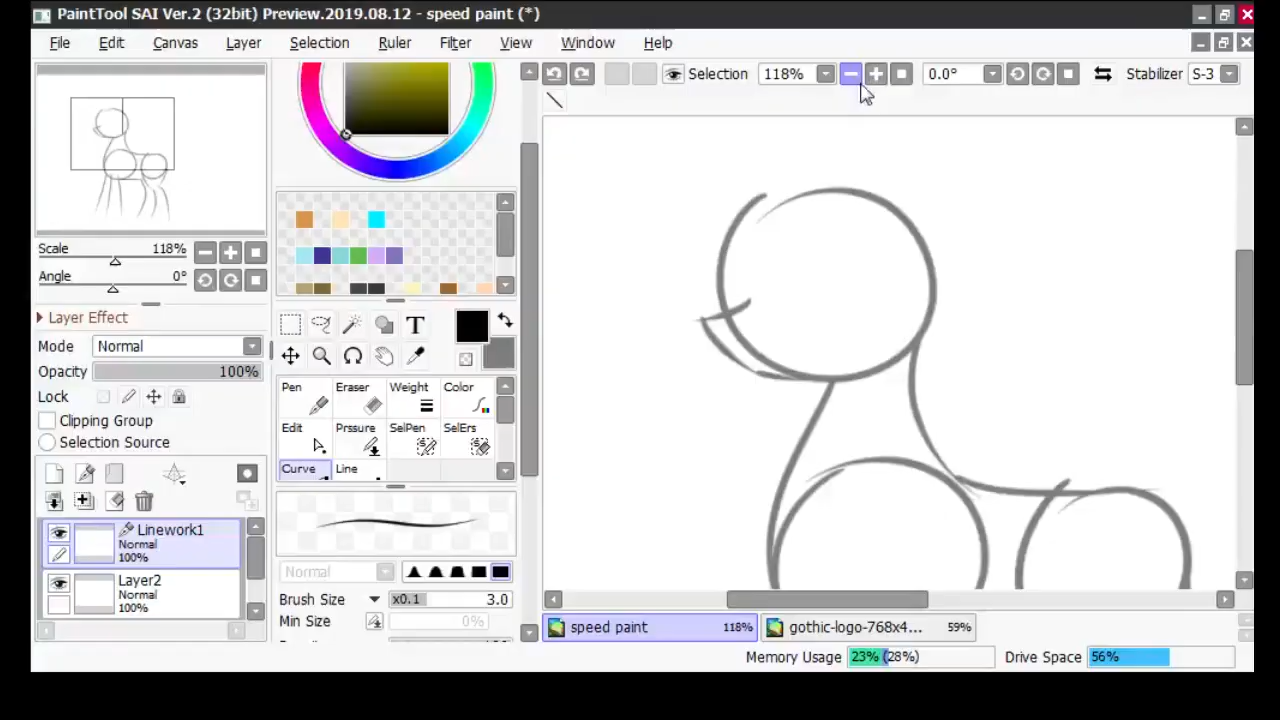 PaintTool SAI Ver.2 (32bit) Preview.2019.08.12 - speed paint (*)
File Edit Canvas Layer Selection Ruler Filter View Window Help
Selection 118% 0.0° Stabilizer S-3
Scale 118%
Angle 0°
Layer Effect
Mode Normal
Opacity 100%
Lock
Clipping Group
Selection Source
Linework1
Normal
100%
Layer2
Normal
100%
T
Pen Eraser Weight Color
Edit Prssure SelPen SelErs
Curve Line
Normal
Brush Size x0.1 3.0
Min Size 0%
speed paint 118% gothic-logo-768x4... 59%
Memory Usage 23% (28%) Drive Space 56%